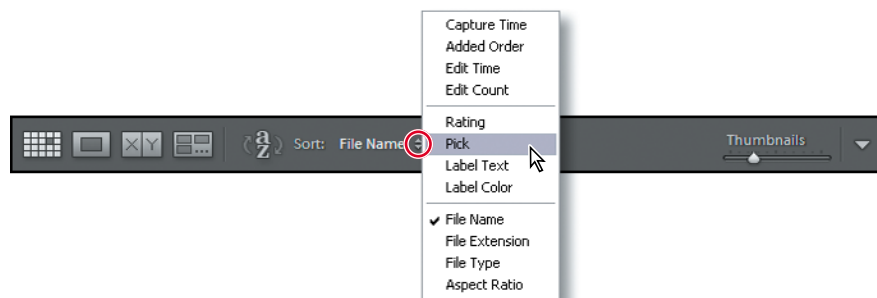 Capture Time
Added Order
Edit Time
Edit Count
Rating
Pick
Label Text
Label Color
File Name
File Extension
File Type
Aspect Ratio
XY
a
z
Sort: File Name
Thumbnails